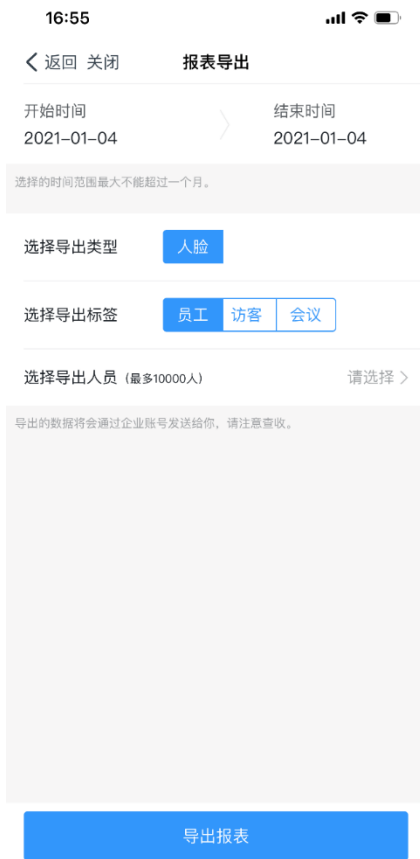 16:55
返回 关闭 报表导出
开始时间 结束时间
2021-01-04 2021-01-04
选择的时间范围最大不能超过一个月。
选择导出类型 人脸
选择导出标签 员工 访客 会议
选择导出人员 (最多10000人) 请选择
导出的数据将会通过企业账号发送给你，请注意查收。
导出报表